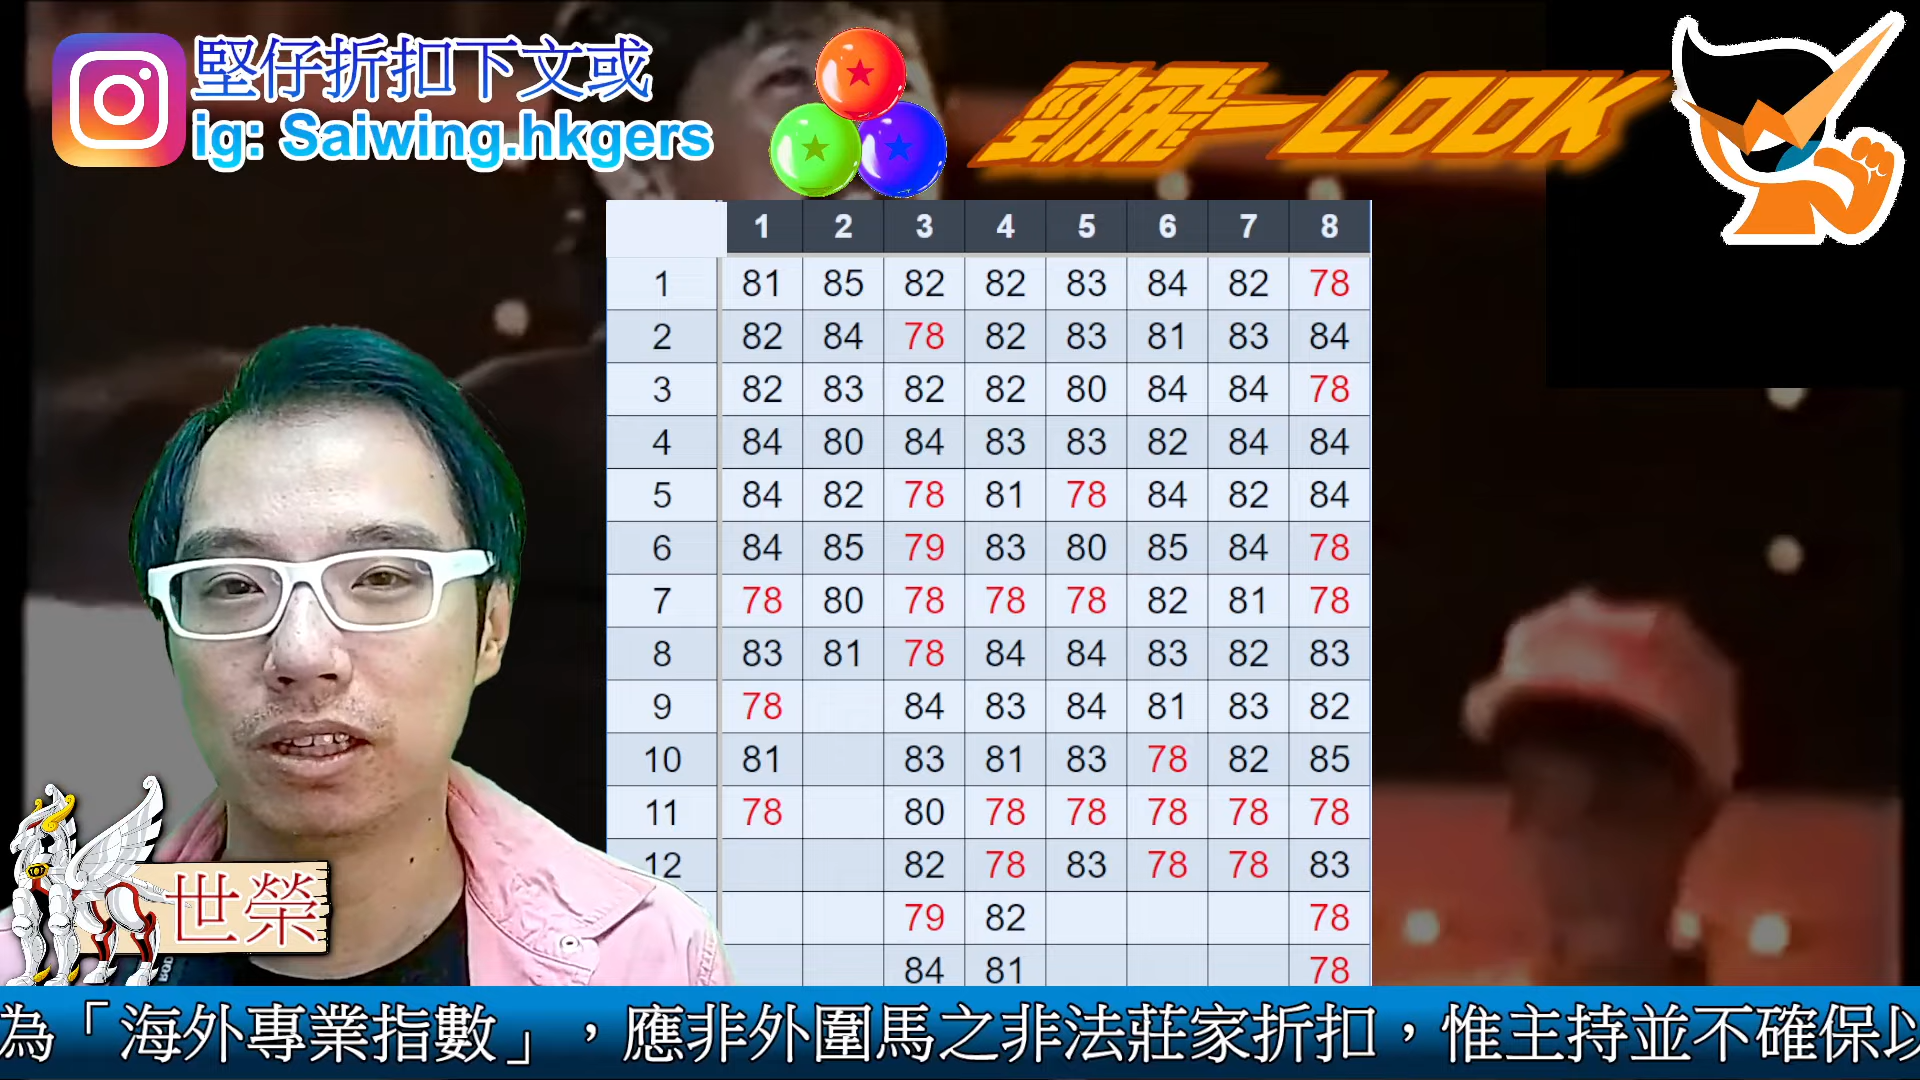 堅仔折扣下文或
ig: Saiwing.hkgers
勁飛一LOOK
1 2 3 4 5 6 7 8
1 81 85 82 82 83 84 82 78
2 82 84 78 82 83 81 83 84
3 82 83 82 82 80 84 84 78
4 84 80 84 83 83 82 84 84
5 84 82 78 81 78 84 82 84
6 84 85 79 83 80 85 84 78
7 78 80 78 78 78 82 81 78
8 83 81 78 84 84 83 82 83
9 78 84 83 84 81 83 82
10 81 83 81 83 78 82 85
11 78 80 78 78 78 78 78
12 82 78 83 78 78 83
79 82 78
84 81 78
世榮
為「海外專業指數」，應非外圍馬之非法莊家折扣，惟主持並不確保以